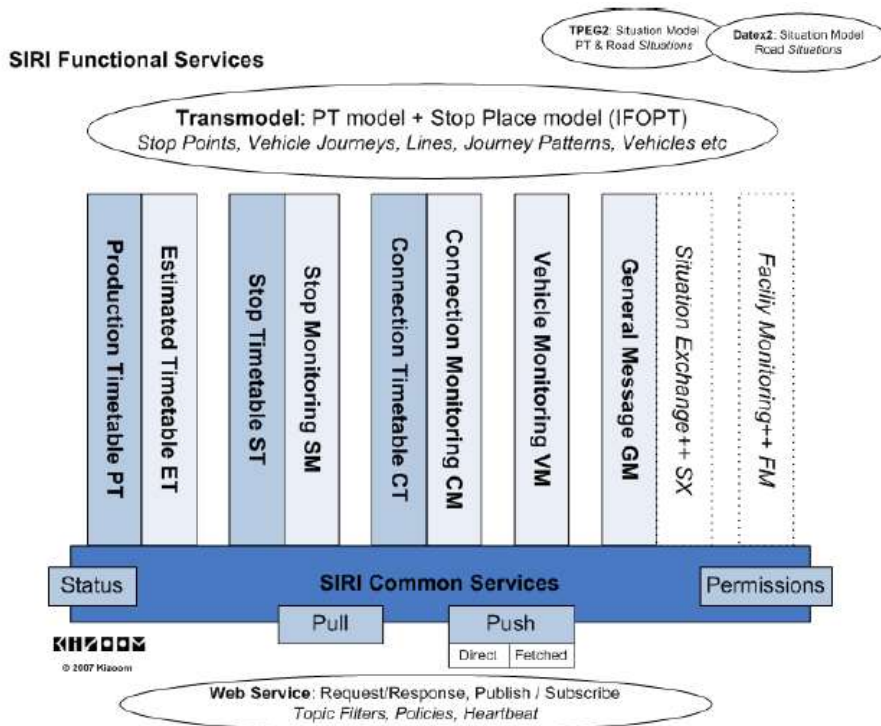 TPEG2: Situation Model
PT & Road Situations
Datex2: Situation Model
Road Situations
SIRI Functional Services
Transmodel: PT model + Stop Place model (IFOPT)
Stop Points, Vehicle Journeys, Lines, Journey Patterns, Vehicles etc
Production Timetable PT
Estimated Timetable ET
Stop Timetable ST
Stop Monitoring SM
Connection Timetable CT
Connection Monitoring CM
Vehicle Monitoring VM
General Message GM
Situation Exchange++ SX
Faciliy Monitoring++ FM
Status
SIRI Common Services
Permissions
Pull
Push
Direct
Fetched
KIZOOM
© 2007 Kizoom
Web Service: Request/Response, Publish / Subscribe
Topic Filters, Policies, Heartbeat